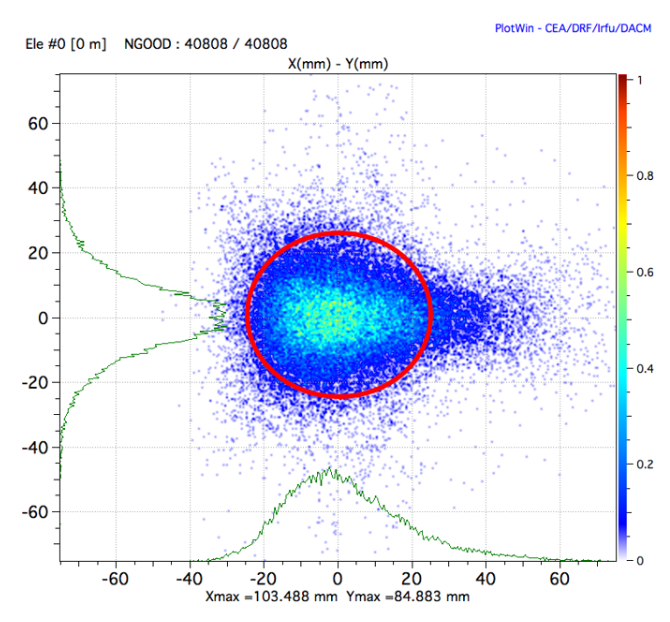 PlotWin - CEA/DRF/Irfu/DACM
Ele #0 [0 m] NGOOD : 40808 / 40808
X(mm) - Y(mm)
1
0.8
0.6
0.4
0.2
0
60
40
20
0
-20
-40
-60
-60 -40 -20 0 20 40 60
Xmax =103.488 mm Ymax =84.883 mm